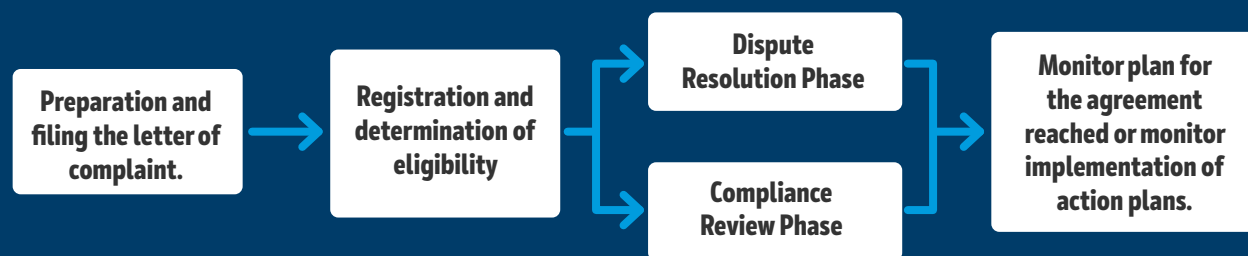 Preparation and
filing the letter of
complaint.
Registration and
determination of
eligibility
Dispute
Resolution Phase
Compliance
Review Phase
Monitor plan for
the agreement
reached or monitor
implementation of
action plans.